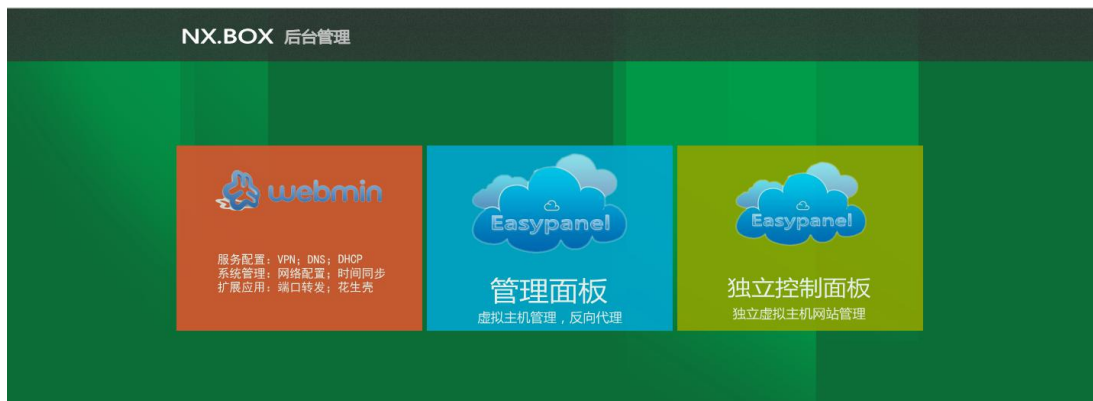 NX.BOX 后台管理
webmin
服务配置：VPN；DNS；DHCP
系统管理：网络配置；时间同步
扩展应用：端口转发；花生壳
Easypanel
管理面板
虚拟主机管理，反向代理
Easypanel
独立控制面板
独立虚拟主机网站管理